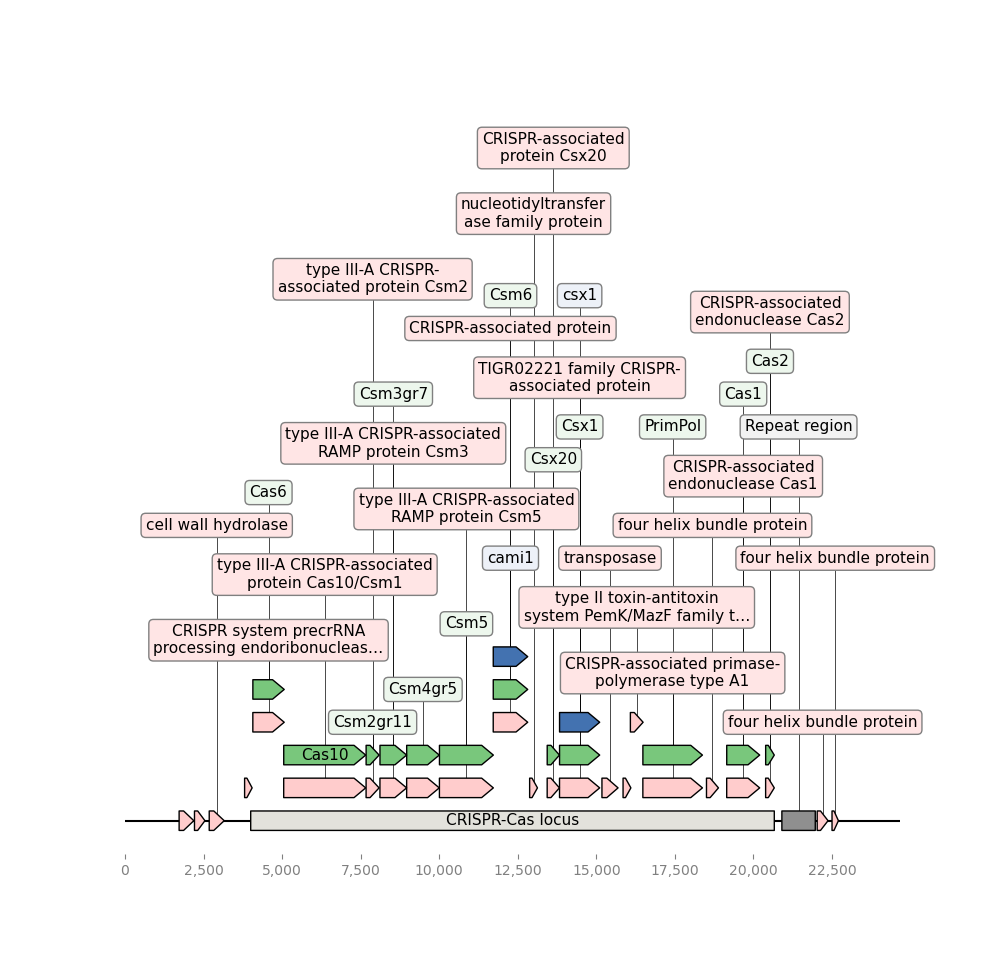 CRISPR-associated
protein Csx20
nucleotidyltransfer
ase family protein
type III-A CRISPR-
associated protein Csm2
Csm6
csx1
CRISPR-associated
endonuclease Cas2
CRISPR-associated protein
Cas2
TIGR02221 family CRISPR-
associated protein
Csm3gr7
Cas1
Csx1
PrimPol
Repeat region
type III-A CRISPR-associated
RAMP protein Csm3
Csx20
CRISPR-associated
endonuclease Cas1
Cas6
type III-A CRISPR-associated
RAMP protein Csm5
cell wall hydrolase
four helix bundle protein
cami1
transposase
four helix bundle protein
type III-A CRISPR-associated
protein Cas10/Csm1
type II toxin-antitoxin
system PemK/MazF family t...
Csm5
CRISPR system precrRNA
processing endoribonucleas...
CRISPR-associated primase-
polymerase type A1
Csm4gr5
Csm2gr11
four helix bundle protein
Cas10
CRISPR-Cas locus
0
2,500
5,000
7,500
10,000
12,500
15,000
17,500
20,000
22,500